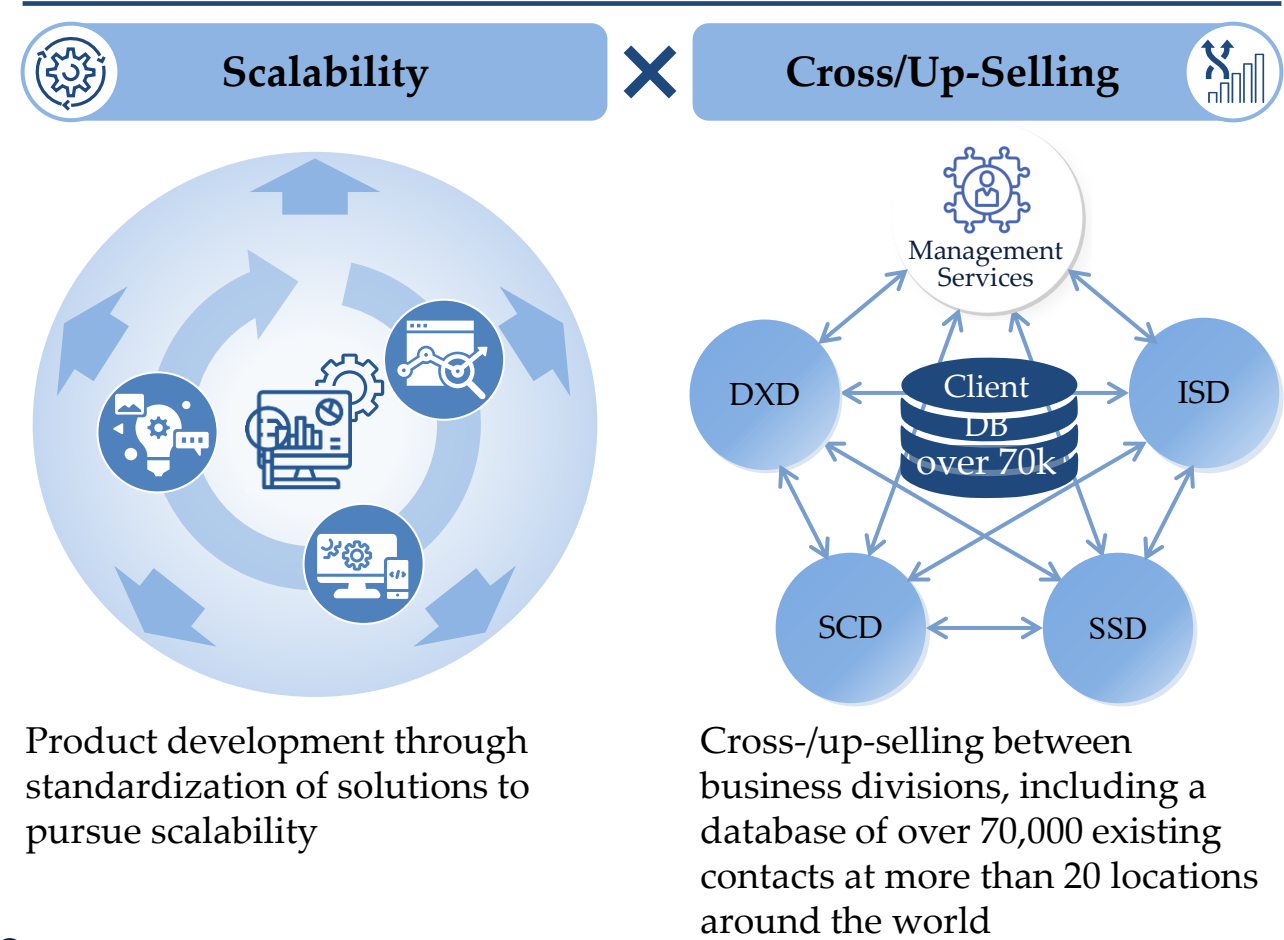 Scalability
Cross/Up-Selling
Management
Services
DXD
Client
DB
over 70k
ISD
SCD
SSD
Product development through
standardization of solutions to
pursue scalability
Cross-/up-selling between
business divisions, including a
database of over 70,000 existing
contacts at more than 20 locations
around the world